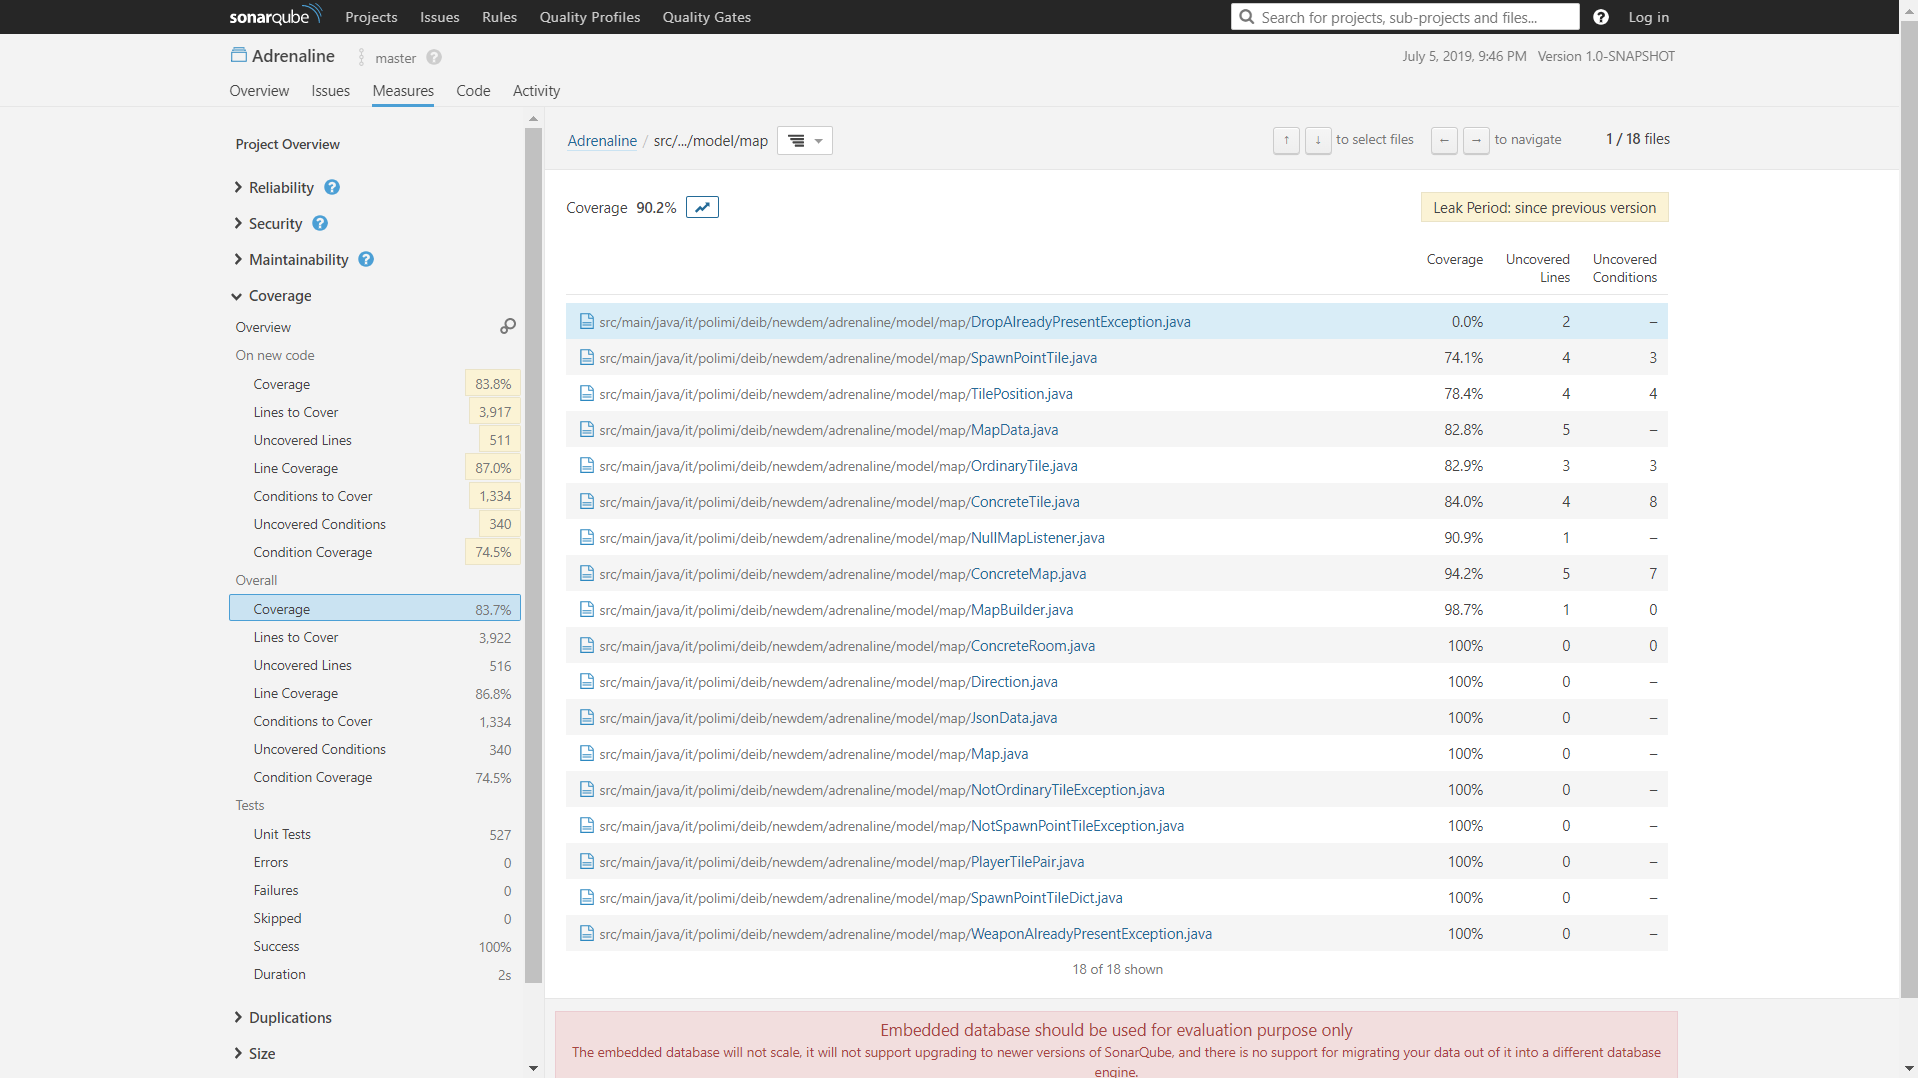 sonarqube Projects Issues Rules Quality Profiles Quality Gates Search for projects, sub-projects and files... ? Log in
Adrenaline master ? July 5, 2019, 9:46 PM Version 1.0-SNAPSHOT
Overview Issues Measures Code Activity
Project Overview
Reliability ?
Security ?
Maintainability ?
Coverage
Overview
On new code
Coverage 83.8%
Lines to Cover 3,917
Uncovered Lines 511
Line Coverage 87.0%
Conditions to Cover 1,334
Uncovered Conditions 340
Condition Coverage 74.5%
Overall
Coverage 83.7%
Lines to Cover 3,922
Uncovered Lines 516
Line Coverage 86.8%
Conditions to Cover 1,334
Uncovered Conditions 340
Condition Coverage 74.5%
Tests
Unit Tests 527
Errors 0
Failures 0
Skipped 0
Success 100%
Duration 2s
Duplications
Size
Adrenaline / src/.../model/map ↑ ↓ to select files ← → to navigate 1 / 18 files
Coverage 90.2% Leak Period: since previous version
Coverage Uncovered Uncovered
Lines Conditions
src/main/java/it/polimi/deib/newdem/adrenaline/model/map/DropAlreadyPresentException.java 0.0% 2 –
src/main/java/it/polimi/deib/newdem/adrenaline/model/map/SpawnPointTile.java 74.1% 4 3
src/main/java/it/polimi/deib/newdem/adrenaline/model/map/TilePosition.java 78.4% 4 4
src/main/java/it/polimi/deib/newdem/adrenaline/model/map/MapData.java 82.8% 5 –
src/main/java/it/polimi/deib/newdem/adrenaline/model/map/OrdinaryTile.java 82.9% 3 3
src/main/java/it/polimi/deib/newdem/adrenaline/model/map/ConcreteTile.java 84.0% 4 8
src/main/java/it/polimi/deib/newdem/adrenaline/model/map/NullMapListener.java 90.9% 1 –
src/main/java/it/polimi/deib/newdem/adrenaline/model/map/ConcreteMap.java 94.2% 5 7
src/main/java/it/polimi/deib/newdem/adrenaline/model/map/MapBuilder.java 98.7% 1 0
src/main/java/it/polimi/deib/newdem/adrenaline/model/map/ConcreteRoom.java 100% 0 0
src/main/java/it/polimi/deib/newdem/adrenaline/model/map/Direction.java 100% 0 –
src/main/java/it/polimi/deib/newdem/adrenaline/model/map/JsonData.java 100% 0 –
src/main/java/it/polimi/deib/newdem/adrenaline/model/map/Map.java 100% 0 –
src/main/java/it/polimi/deib/newdem/adrenaline/model/map/NotOrdinaryTileException.java 100% 0 –
src/main/java/it/polimi/deib/newdem/adrenaline/model/map/NotSpawnPointTileException.java 100% 0 –
src/main/java/it/polimi/deib/newdem/adrenaline/model/map/PlayerTilePair.java 100% 0 –
src/main/java/it/polimi/deib/newdem/adrenaline/model/map/SpawnPointTileDict.java 100% 0 –
src/main/java/it/polimi/deib/newdem/adrenaline/model/map/WeaponAlreadyPresentException.java 100% 0 –
18 of 18 shown
Embedded database should be used for evaluation purpose only
The embedded database will not scale, it will not support upgrading to newer versions of SonarQube, and there is no support for migrating your data out of it into a different database
engine.